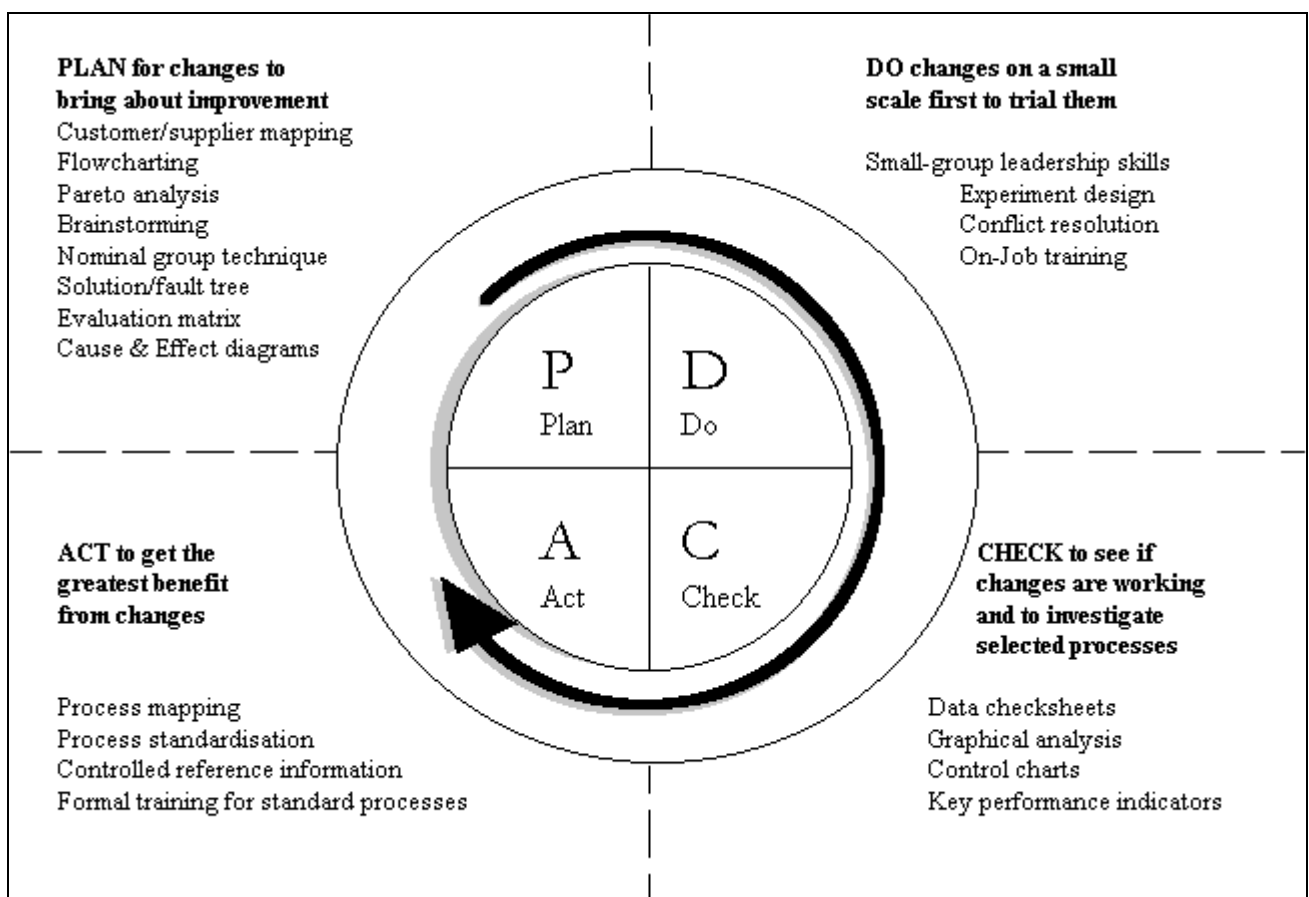 PLAN for changes to
bring about improvement
Customer/supplier mapping
Flowcharting
Pareto analysis
Brainstorming
Nominal group technique
Solution/fault tree
Evaluation matrix
Cause & Effect diagrams
DO changes on a small
scale first to trial them
Small-group leadership skills
Experiment design
Conflict resolution
On-Job training
P
Plan
D
Do
A
Act
C
Check
ACT to get the
greatest benefit
from changes
Process mapping
Process standardisation
Controlled reference information
Formal training for standard processes
CHECK to see if
changes are working
and to investigate
selected processes
Data checksheets
Graphical analysis
Control charts
Key performance indicators